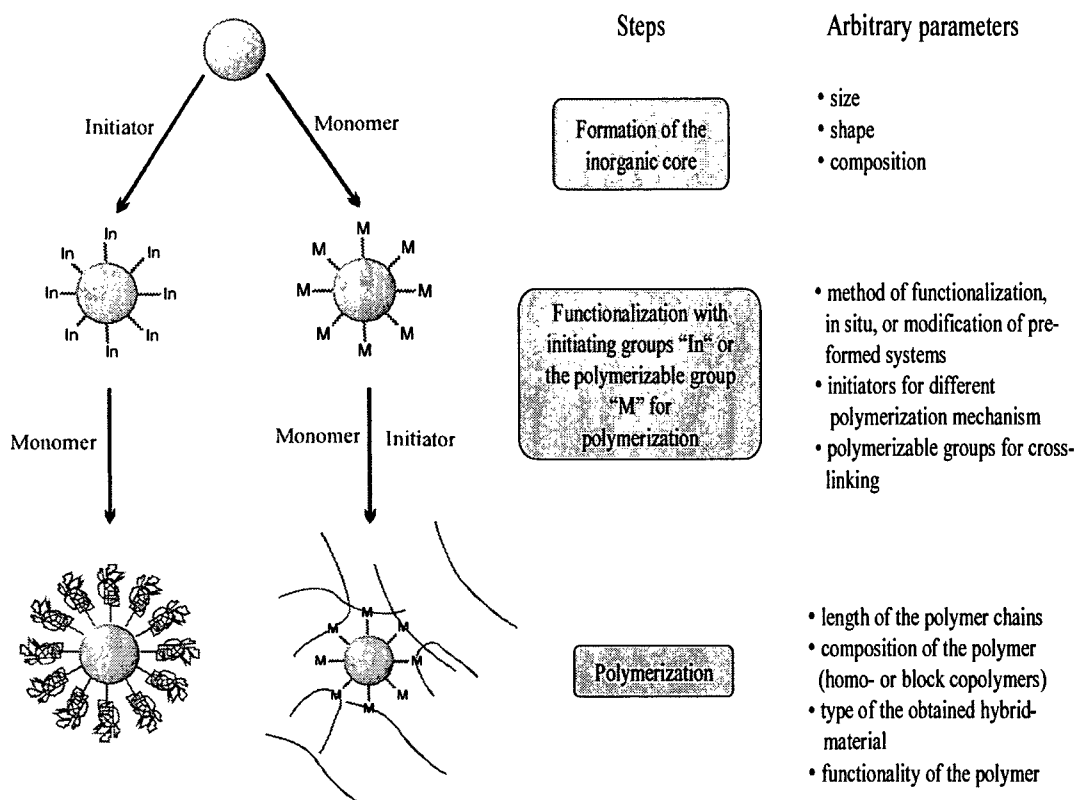 Steps
Arbitrary parameters
Initiator
Monomer
Formation of the
inorganic core
• size
• shape
• composition
In
In
In
In
In
In
In
In
M
M
M
M
M
M
M
M
Functionalization with
initiating groups “In“ or
the polymerizable group
“M” for
polymerization
• method of functionalization,
in situ, or modification of pre-
formed systems
• initiators for different
polymerization mechanism
• polymerizable groups for cross-
linking
Monomer
Monomer
Initiator
M
M
M
M
M
M
M
M
Polymerization
• length of the polymer chains
• composition of the polymer
(homo- or block copolymers)
• type of the obtained hybrid-
material
• functionality of the polymer